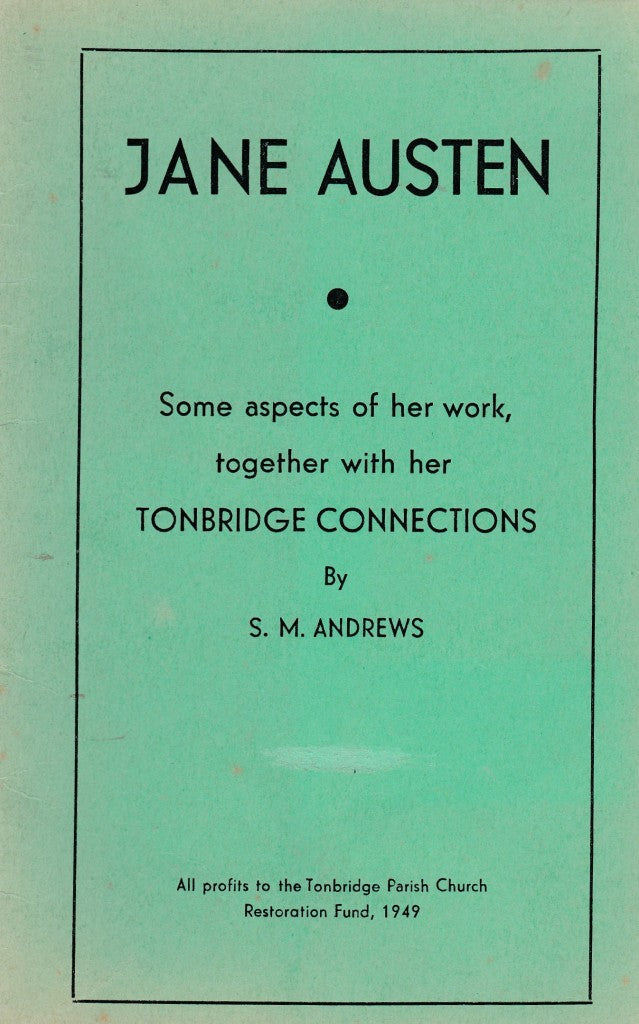 JANE AUSTEN
Some aspects of her work,
together with her
TONBRIDGE CONNECTIONS
By
S. M. ANDREWS
All profits to the Tonbridge Parish Church
Restoration Fund, 1949